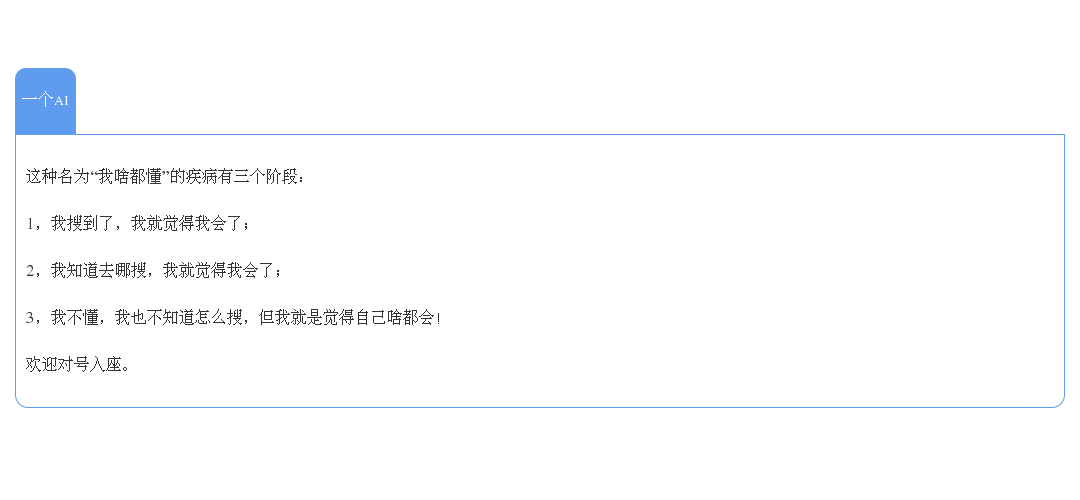 一个AI
这种名为“我啥都懂”的疾病有三个阶段：
1，我搜到了，我就觉得我会了；
2，我知道去哪搜，我就觉得我会了；
3，我不懂，我也不知道怎么搜，但我就是觉得自己啥都会！
欢迎对号入座。